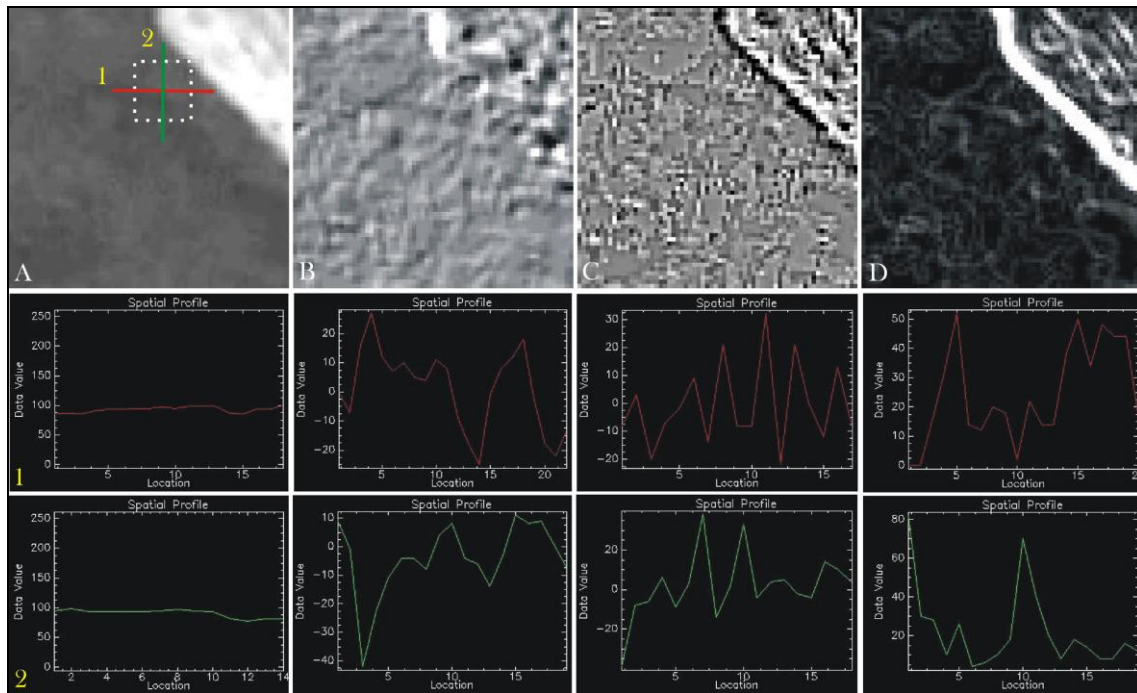 2
1
A
B
C
D
Spatial Profile
Spatial Profile
Spatial Profile
Spatial Profile
250
200
150
100
50
0
Data Value
5
10
15
Location
20
10
0
-10
-20
Data Value
5
10
15
20
Location
30
20
10
0
-10
-20
Data Value
5
10
15
Location
50
40
30
20
10
0
Data Value
5
10
15
20
Location
1
Spatial Profile
Spatial Profile
Spatial Profile
Spatial Profile
250
200
150
100
50
0
Data Value
2
4
6
8
10
12
14
Location
10
0
-10
-20
-30
-40
Data Value
5
10
15
Location
20
0
-20
Data Value
5
10
15
Location
80
60
40
20
Data Value
5
10
15
Location
2